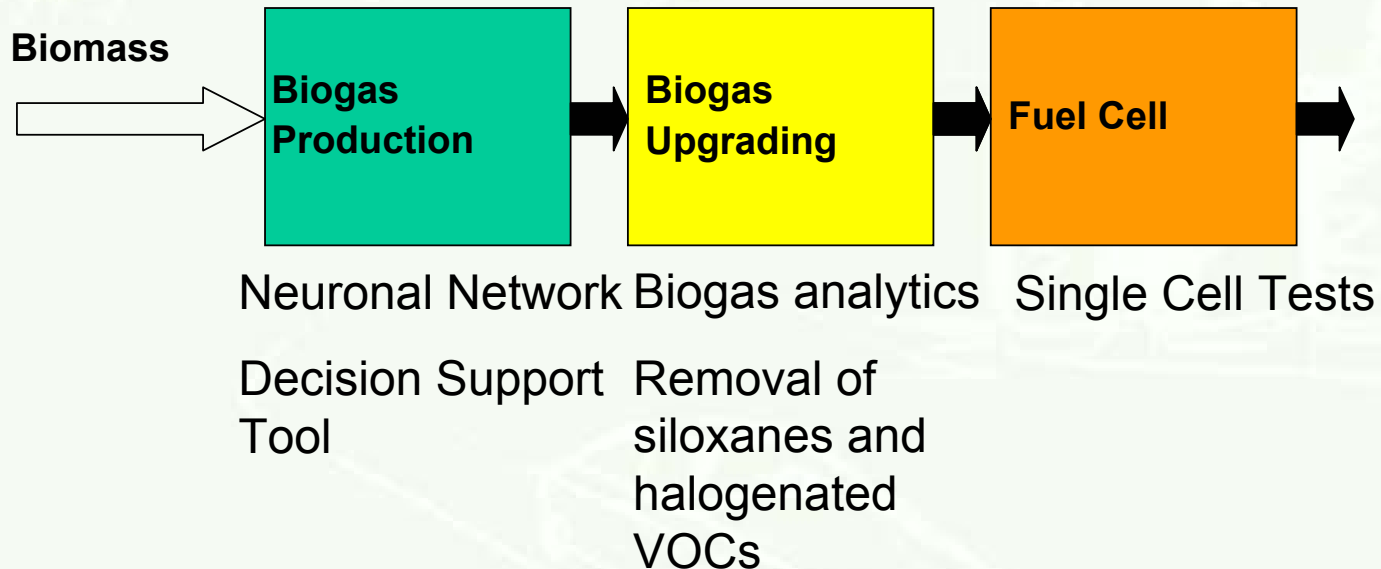 Biomass
Biogas
Production
Biogas
Upgrading
Fuel Cell
Neuronal Network
Decision Support
Tool
Biogas analytics
Removal of
siloxanes and
halogenated
VOCs
Single Cell Tests